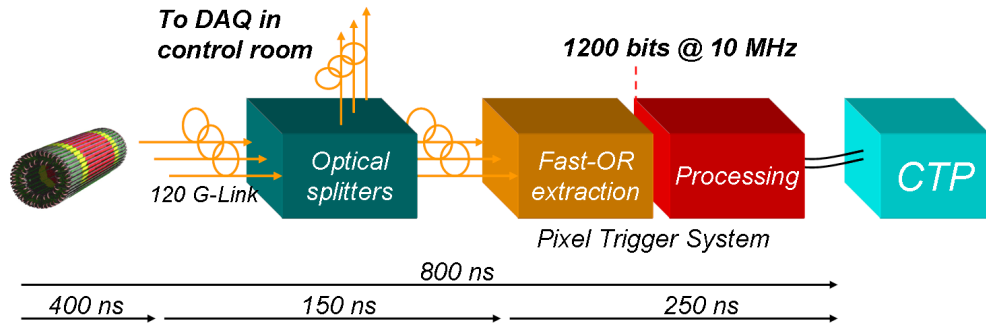 To DAQ in
control room
1200 bits @ 10 MHz
120 G-Link
Optical
splitters
Fast-OR
extraction
Processing
CTP
Pixel Trigger System
800 ns
400 ns
150 ns
250 ns